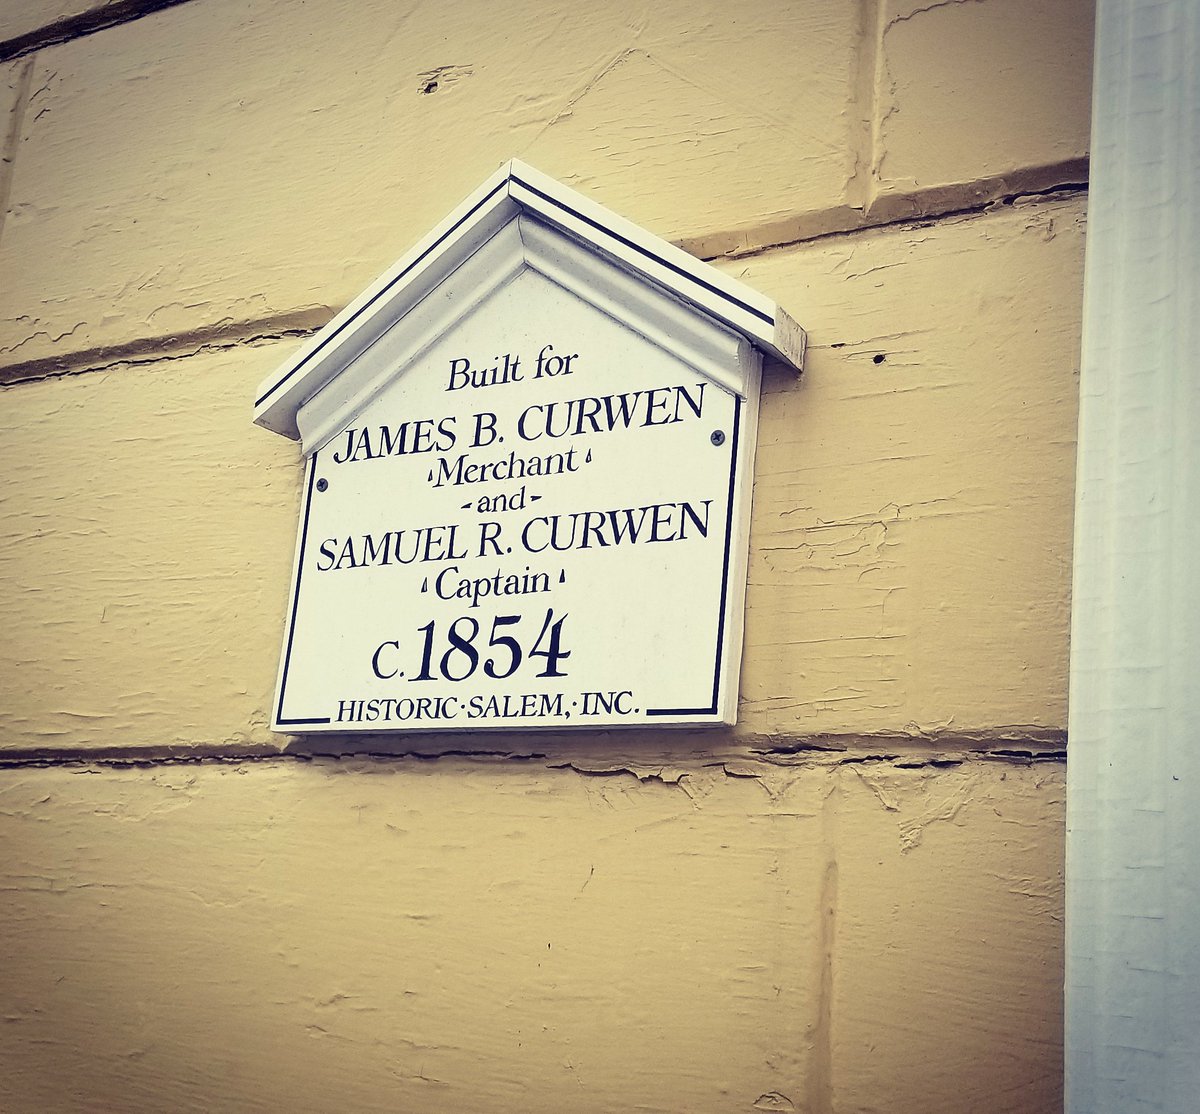 Built for
JAMES B. CURWEN
Merchant
-and-
SAMUEL R. CURWEN
Captain
C. 1854
HISTORIC·SALEM,·INC.